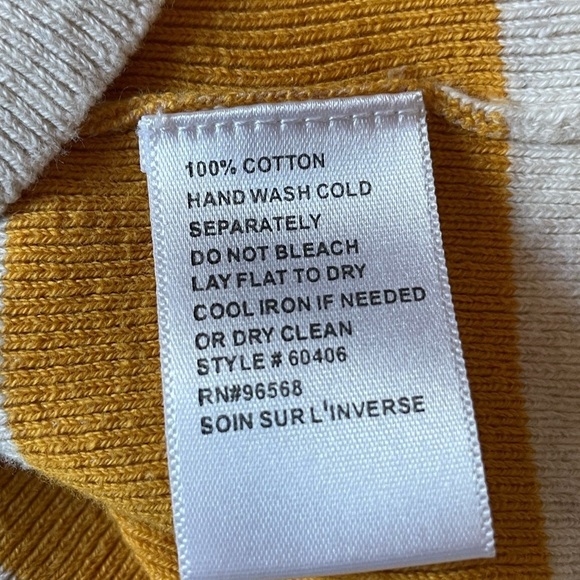 100% COTTON
HAND WASH COLD
SEPARATELY
DO NOT BLEACH
LAY FLAT TO DRY
COOL IRON IF NEEDED
OR DRY CLEAN
STYLE # 60406
RN#96568
SOIN SUR L'INVERSE